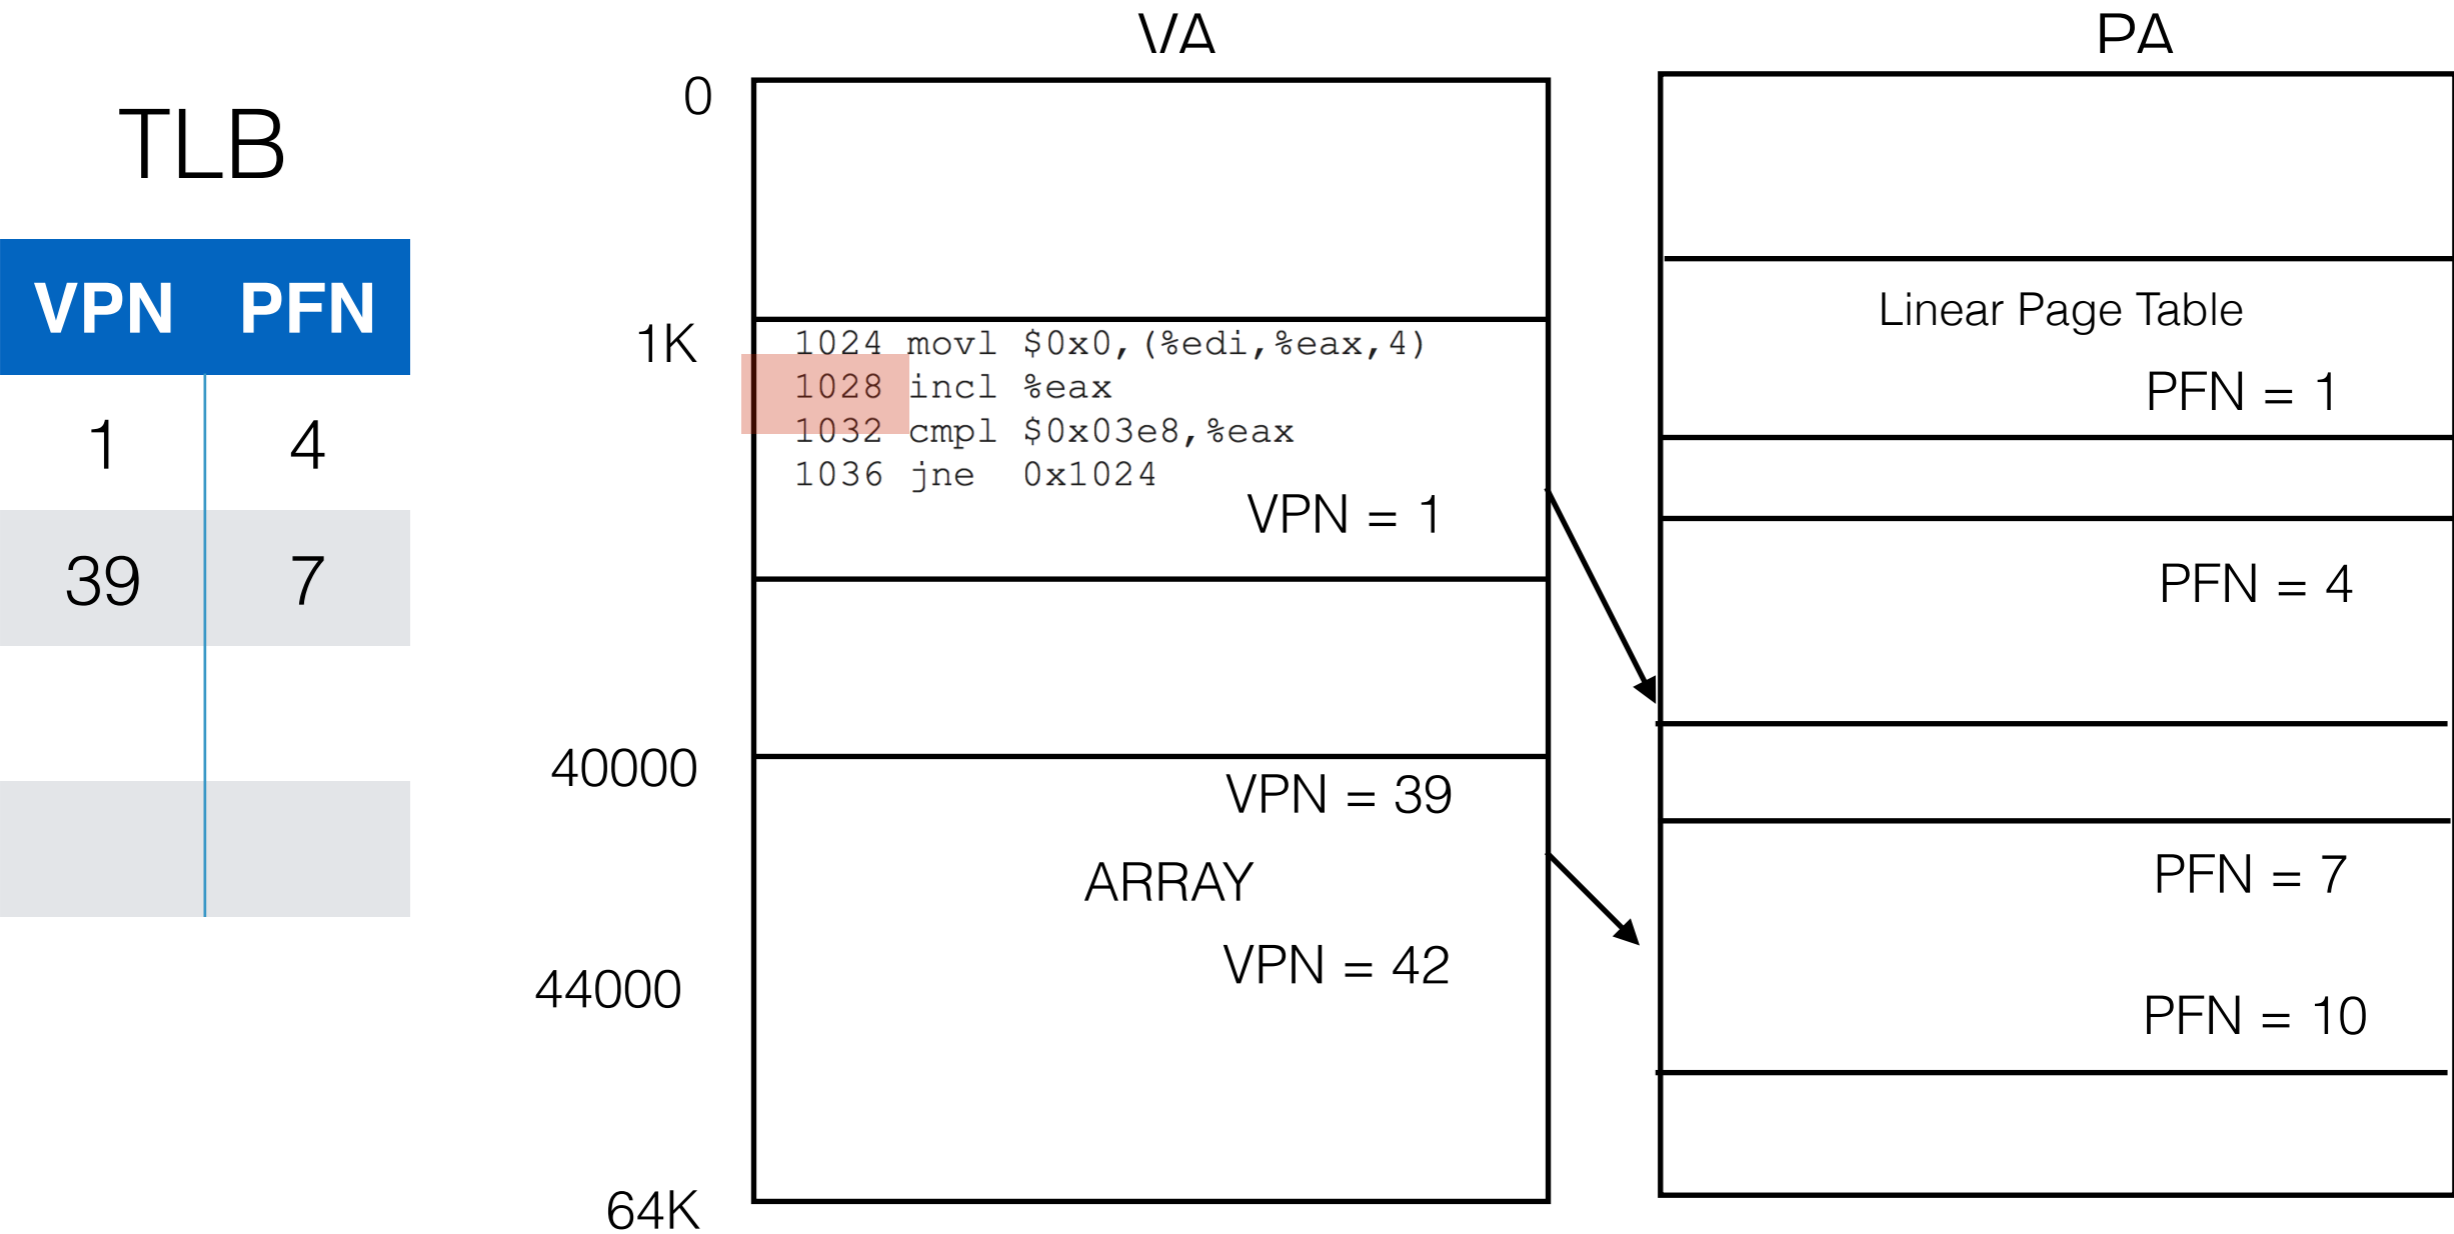 VA
PA
0
TLB
VPN PFN
1 4
39 7
1K
1024 movl $0x0,(%edi,%eax,4)
1028 incl %eax
1032 cmpl $0x03e8,%eax
1036 jne 0x1024
VPN = 1
Linear Page Table
PFN = 1
PFN = 4
40000
VPN = 39
ARRAY
VPN = 42
44000
64K
PFN = 7
PFN = 10